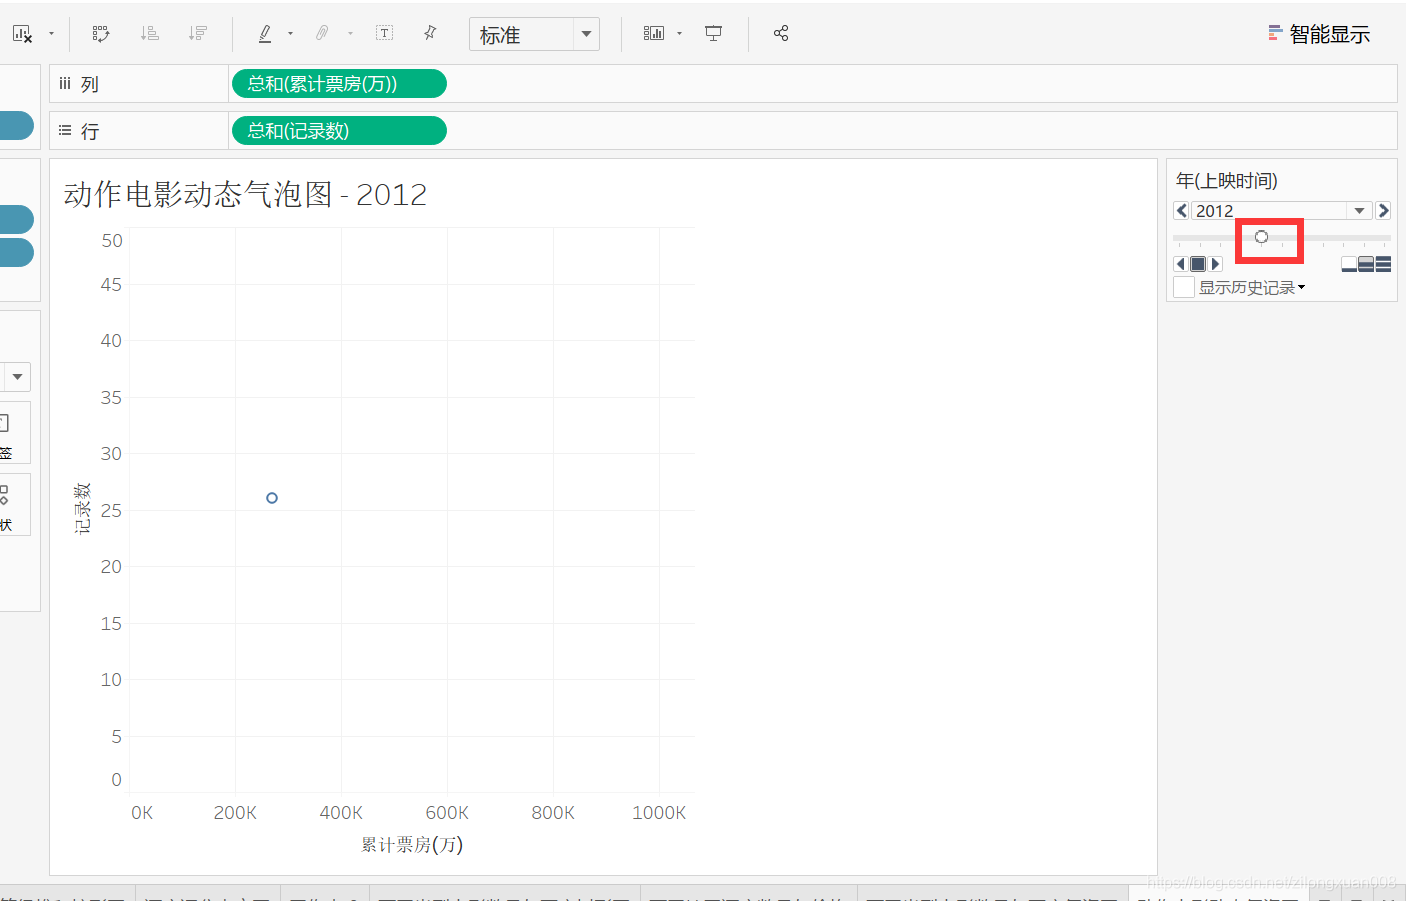 标准
智能显示
列
总和(累计票房(万))
行
总和(记录数)
动作电影动态气泡图 - 2012
50
45
40
35
30
25
20
15
10
5
0
记录数
0K
200K
400K
600K
800K
1000K
累计票房(万)
年(上映时间)
2012
显示历史记录
签
状
https://blog.csdn.net/zilongxuan008